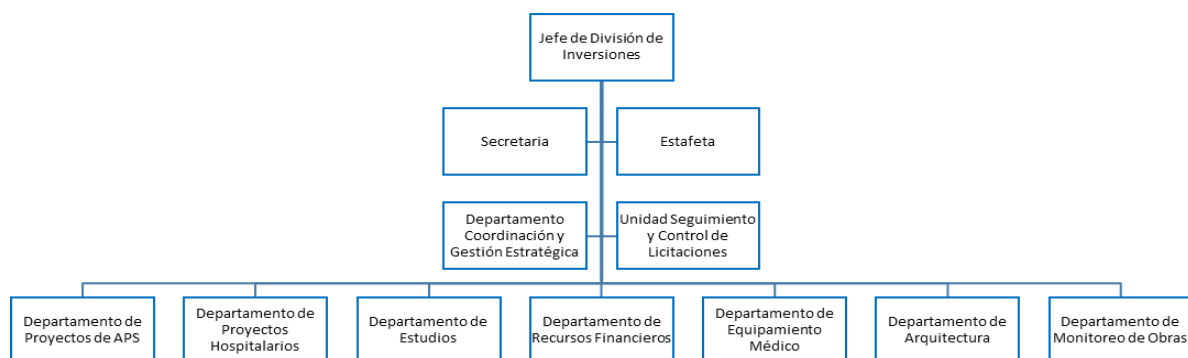 Jefe de División de
Inversiones
Secretaria
Estafeta
Departamento
Coordinación y
Gestión Estratégica
Unidad Seguimiento
y Control de
Licitaciones
Departamento de
Proyectos de APS
Departamento de
Proyectos
Hospitalarios
Departamento de
Estudios
Departamento de
Recursos Financieros
Departamento de
Equipamiento
Médico
Departamento de
Arquitectura
Departamento de
Monitoreo de Obras